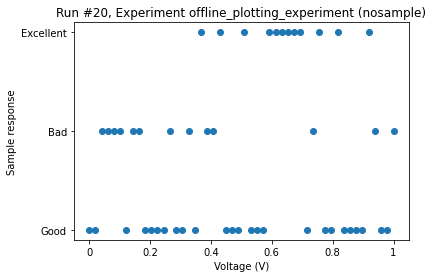 Run #20, Experiment offline_plotting_experiment (nosample)
Excellent
Bad
Good
Sample response
0 0.2 0.4 0.6 0.8 1
Voltage (V)